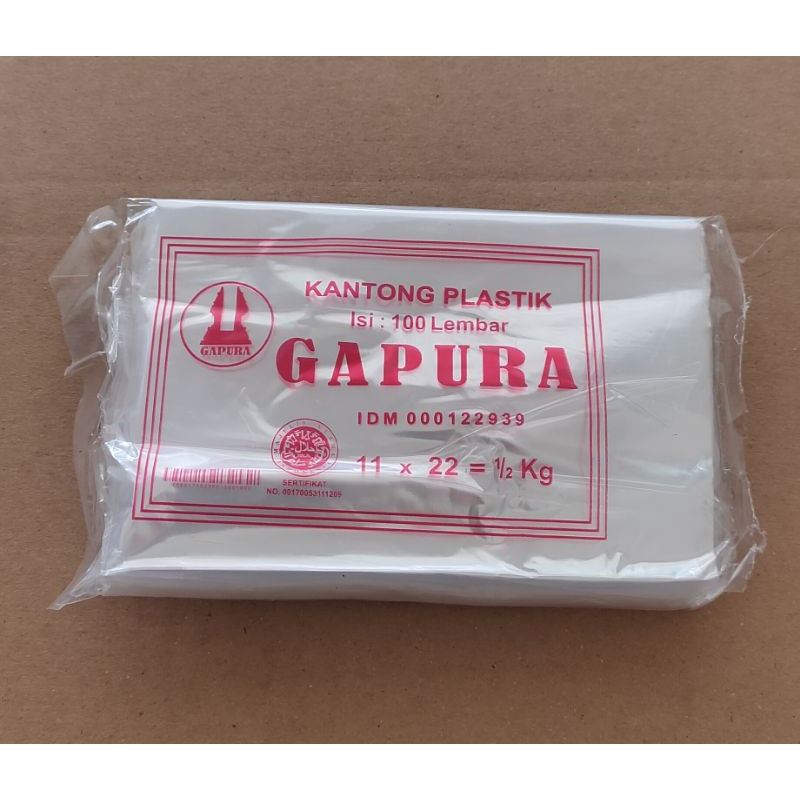 KANTONG PLASTIK
Isi : 100 Lembar
GAPURA
GAPURA
IDM 000122939
11 x 22 = ½ Kg
SERTIFIKAT
NO. 00170053111209